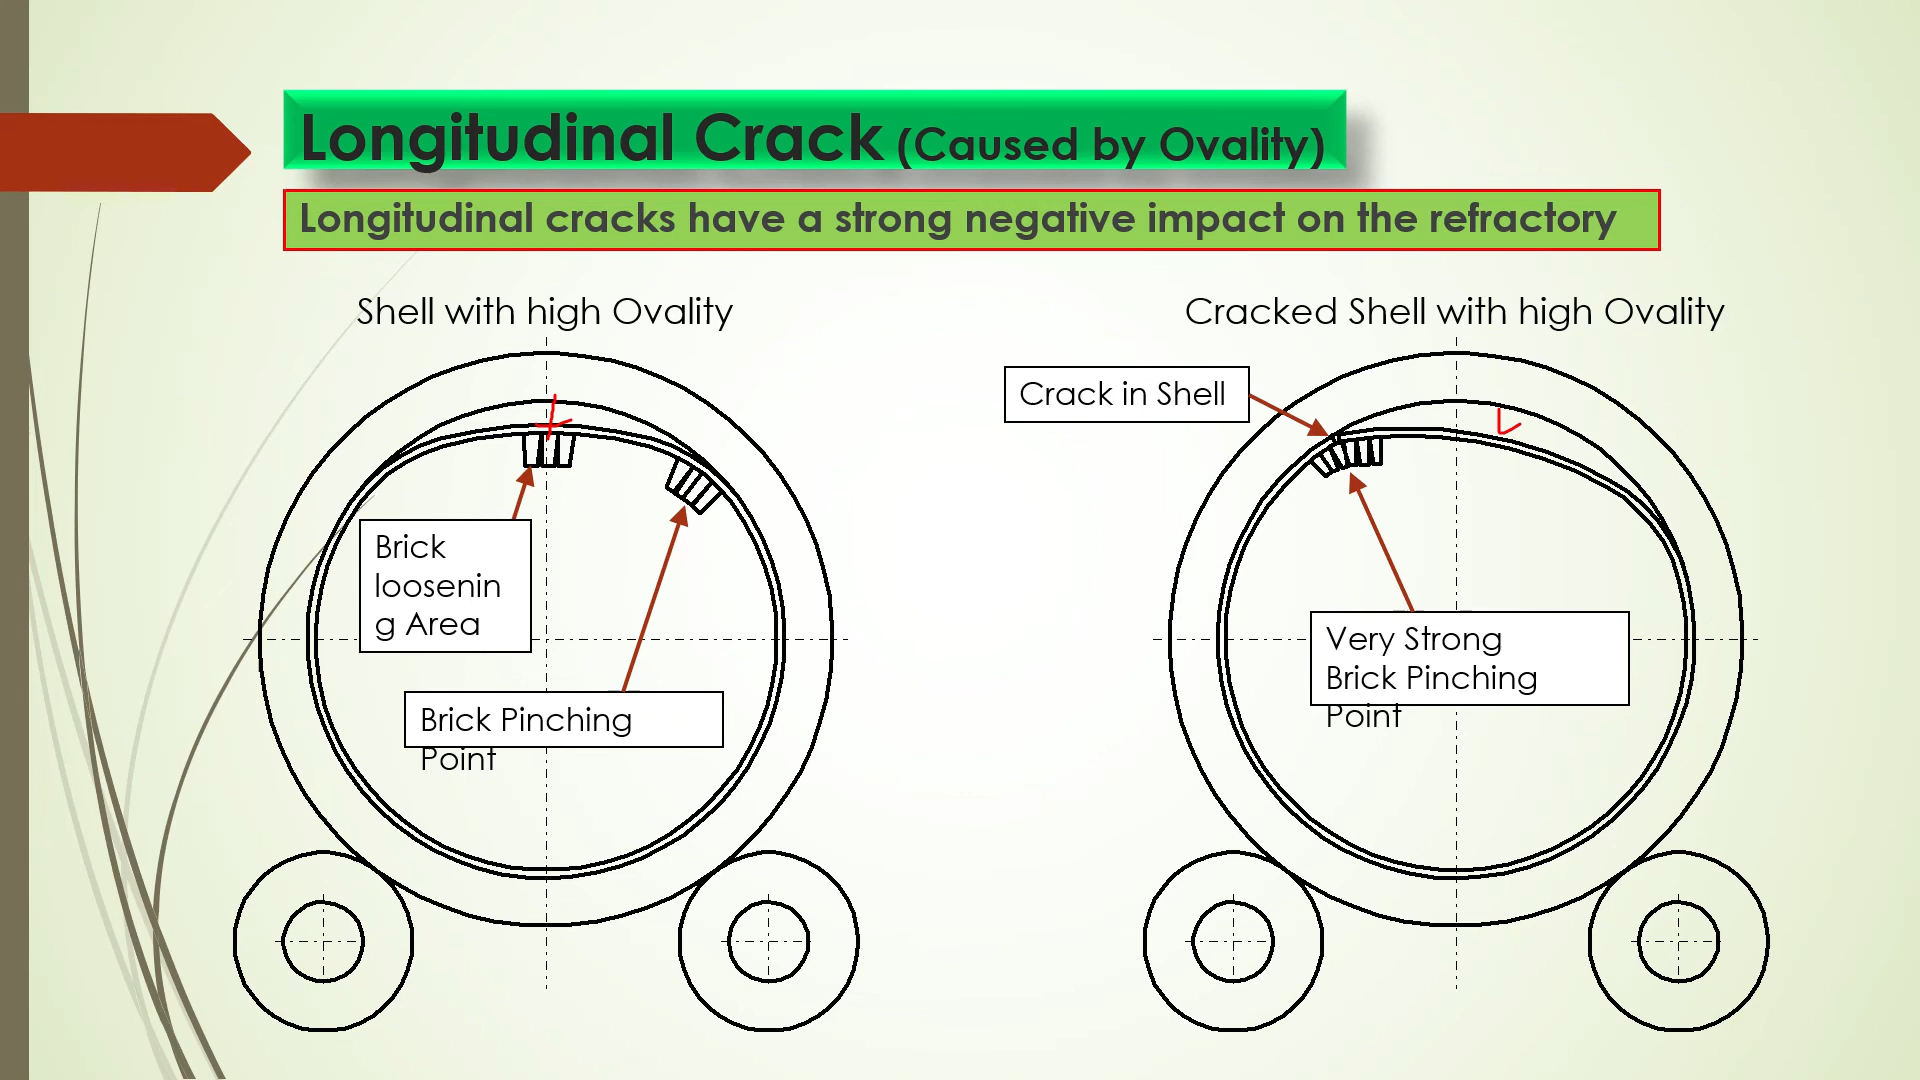 Longitudinal Crack (Caused by Ovality)
Longitudinal cracks have a strong negative impact on the refractory
Shell with high Ovality
Cracked Shell with high Ovality
Crack in Shell
Brick
loosenin
g Area
Brick Pinching
Point
Very Strong
Brick Pinching
Point